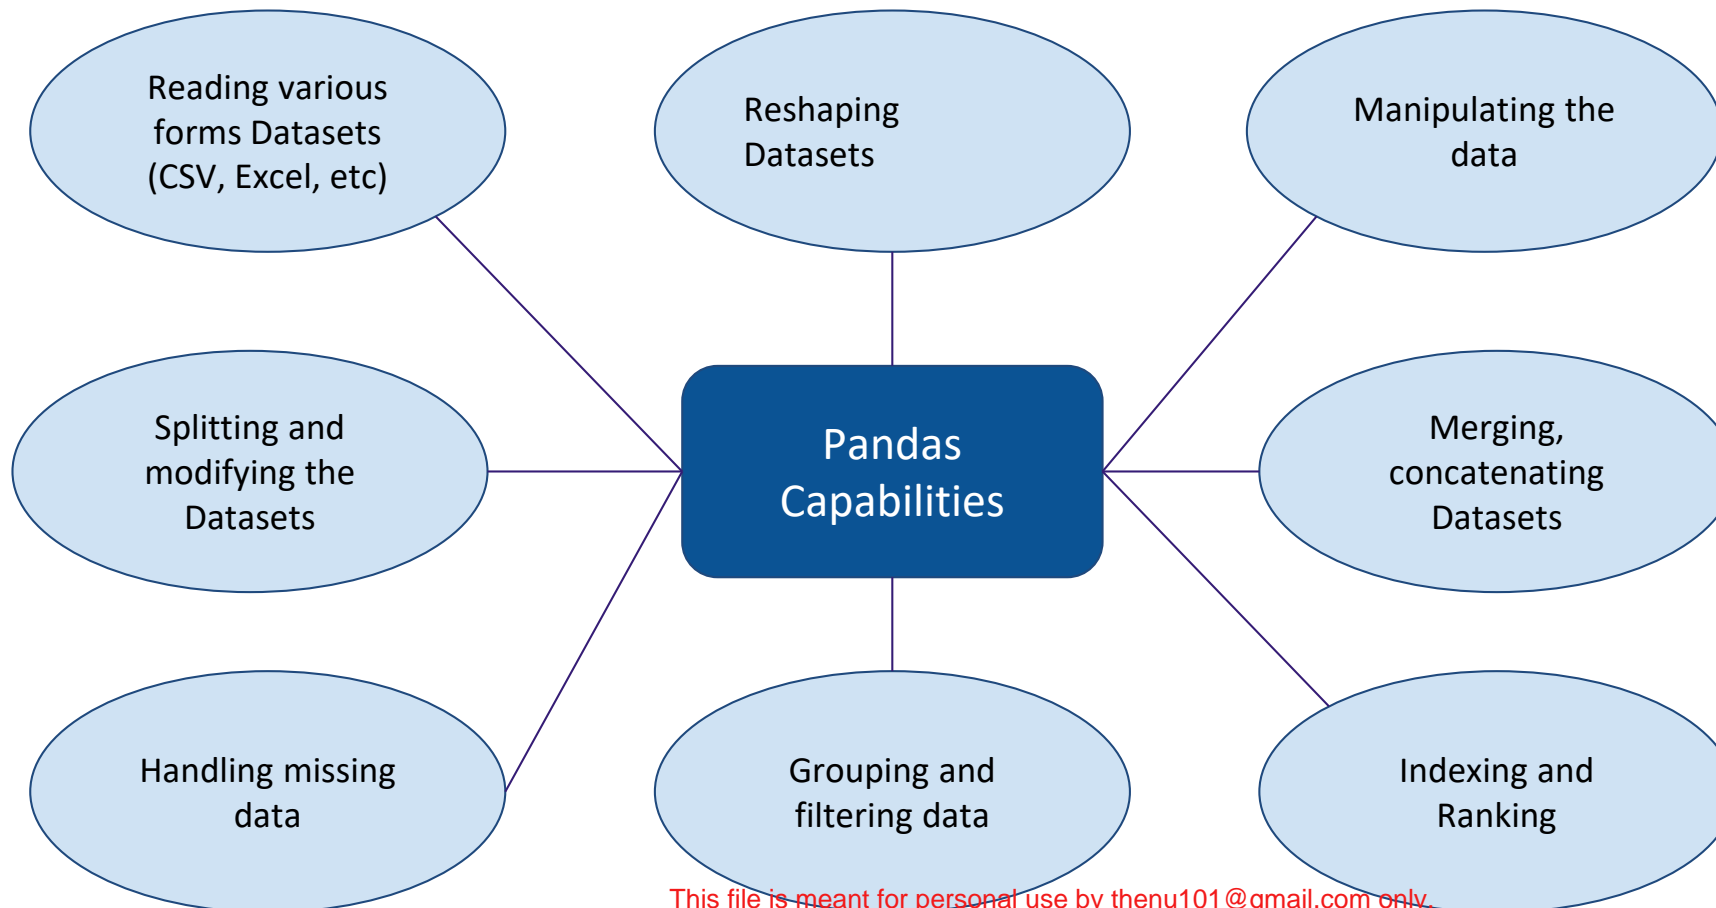 Reading various
forms Datasets
(CSV, Excel, etc)
Reshaping
Datasets
Manipulating the
data
Splitting and
modifying the
Datasets
Pandas
Capabilities
Merging,
concatenating
Datasets
Handling missing
data
Grouping and
filtering data
Indexing and
Ranking
This file is meant for personal use by thenu101@gmail.com only.